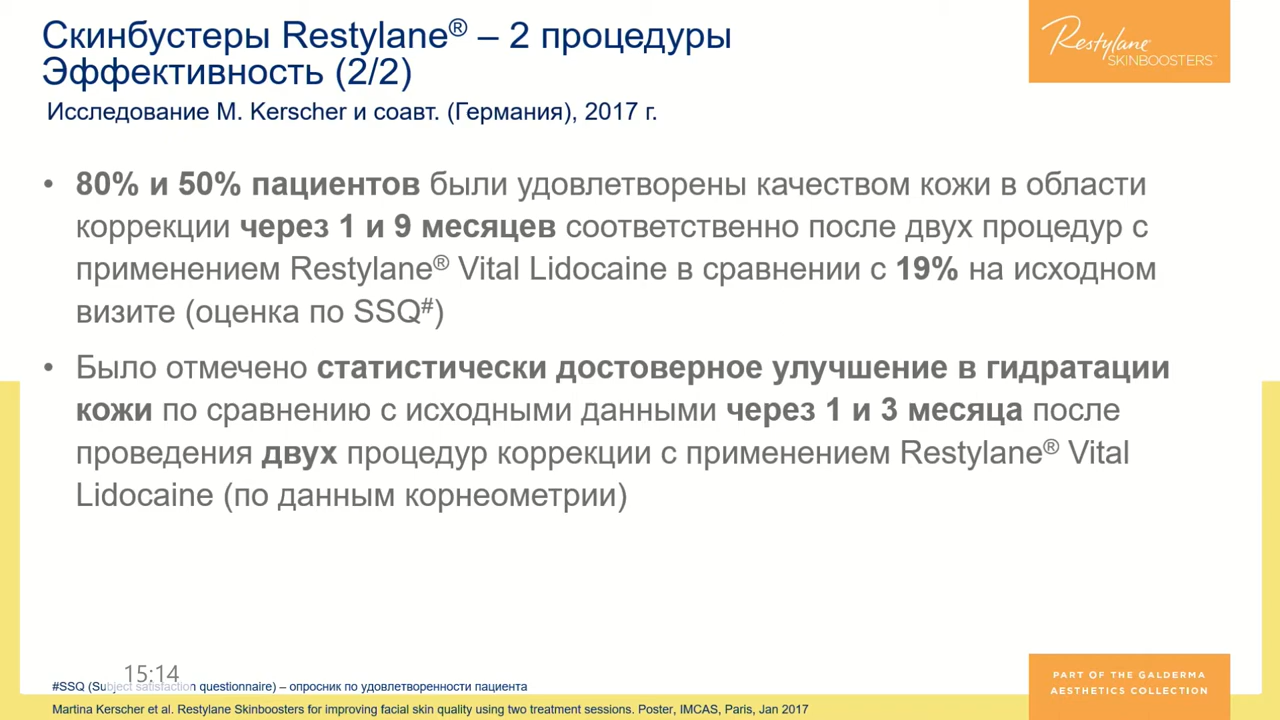 Скинбустеры Restylane® – 2 процедуры
Эффективность (2/2)
Исследование M. Kerscher и соавт. (Германия), 2017 г.
Restylane
SKINBOOSTERS™
• 80% и 50% пациентов были удовлетворены качеством кожи в области
коррекции через 1 и 9 месяцев соответственно после двух процедур с
применением Restylane® Vital Lidocaine в сравнении с 19% на исходном
визите (оценка по SSQ#)
• Было отмечено статистически достоверное улучшение в гидратации
кожи по сравнению с исходными данными через 1 и 3 месяца после
проведения двух процедур коррекции с применением Restylane® Vital
Lidocaine (по данным корнеометрии)
15:14
#SSQ (Subject satisfaction questionnaire) – опросник по удовлетворенности пациента
Martina Kerscher et al. Restylane Skinboosters for improving facial skin quality using two treatment sessions. Poster, IMCAS, Paris, Jan 2017
PART OF THE GALDERMA
AESTHETICS COLLECTION